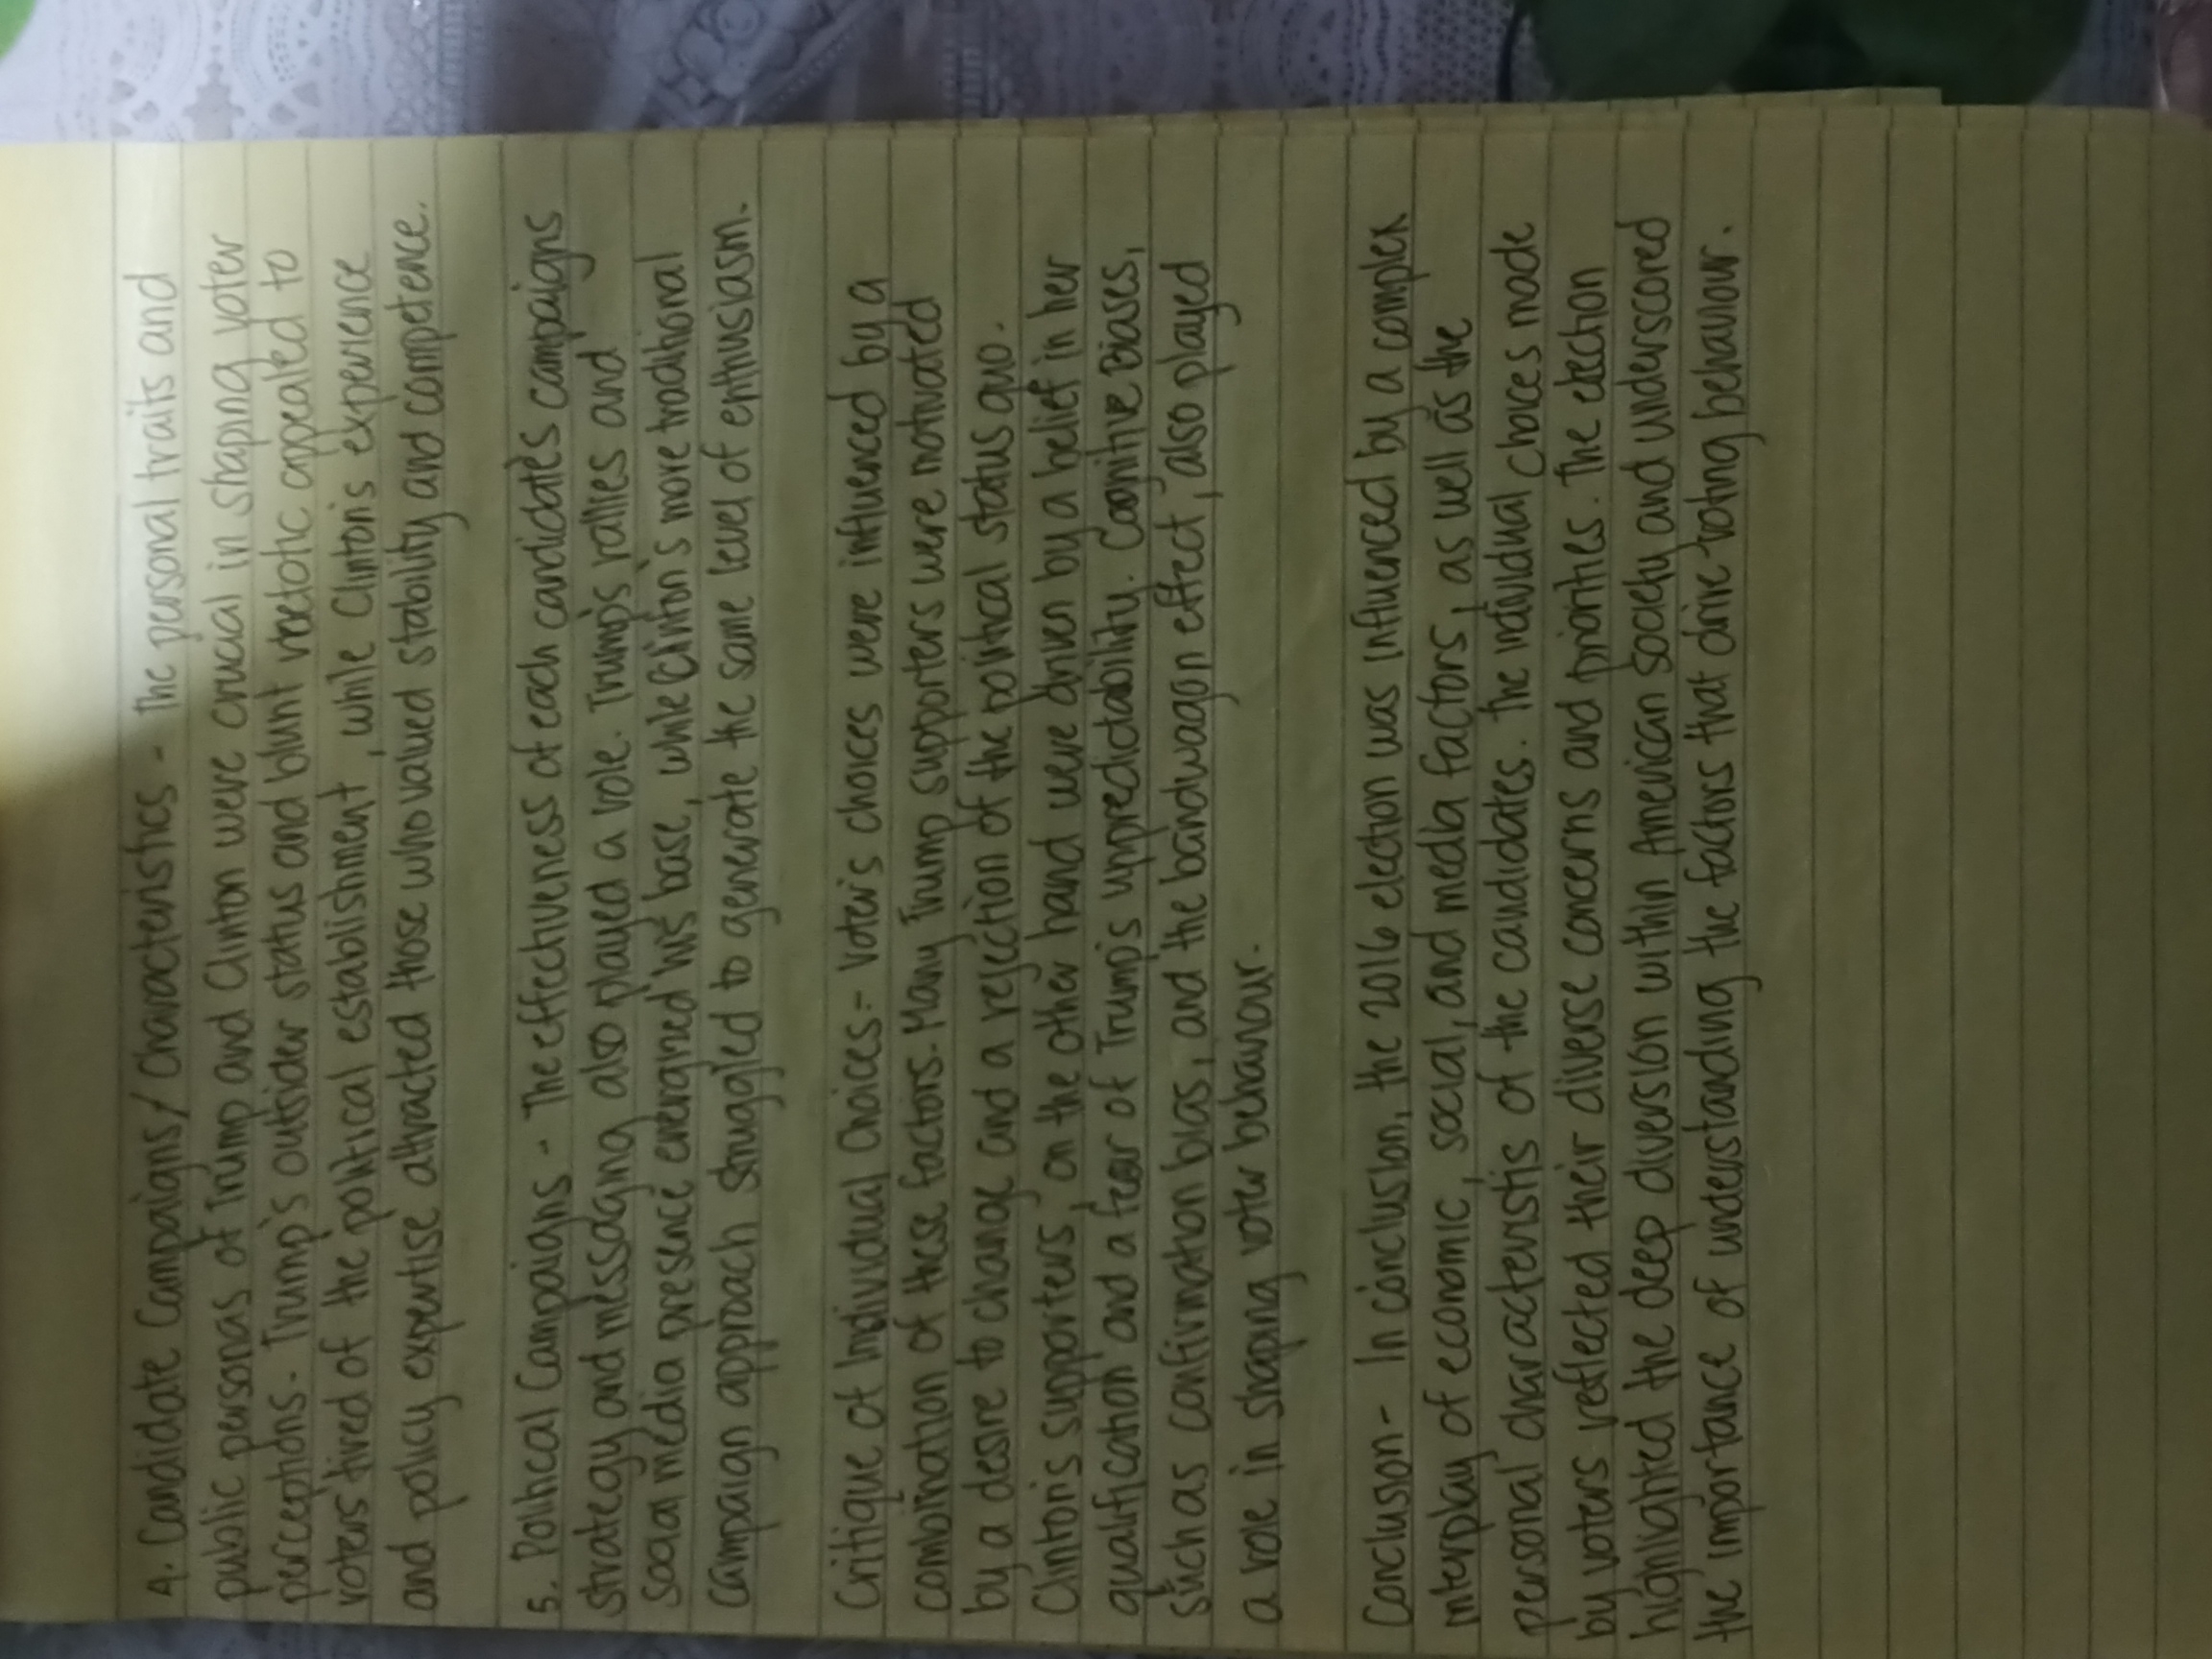 4. Candidate Campaigns/ Characteristics - The personal traits and
public personas of Trump and Clinton were crucial in shaping voter
perceptions. Trump's outsider status and blunt rhetotic appealed to
voters tired of the political establishment, while Clinton's experience
and policy expertise attracted those who valued stability and competence.
5. Political Campaigns - The effectiveness of each candidate's campaigns
strategy and messaging also played a role. Trump's rallies and
social media presence energized his base, while Clinton's more traditional
campaign approach struggled to generate the same level of enthusiasm.
Critique of Individual Choices - Voter's choices were influenced by a
combination of these factors. Many Trump supporters were motivated
by a desire to change and a rejection of the political status quo.
Clinton's supporters, on the other hand were driven by a belief in her
qualification and a fear of Trump's unpredictability. Cognitive Biases,
such as confirmation bias, and the bandwagon effect, also played
a role in shaping voter behaviour.
Conclusion - In conclusion, the 2016 election was influenced by a complex
interplay of economic, social, and media factors, as well as the
personal characteristis of the candidates. The individual choices made
by voters reflected their diverse concerns and priorities. The election
highlighted the deep diversion within American society and underscored
the importance of understanding the factors that drive voting behaviour.